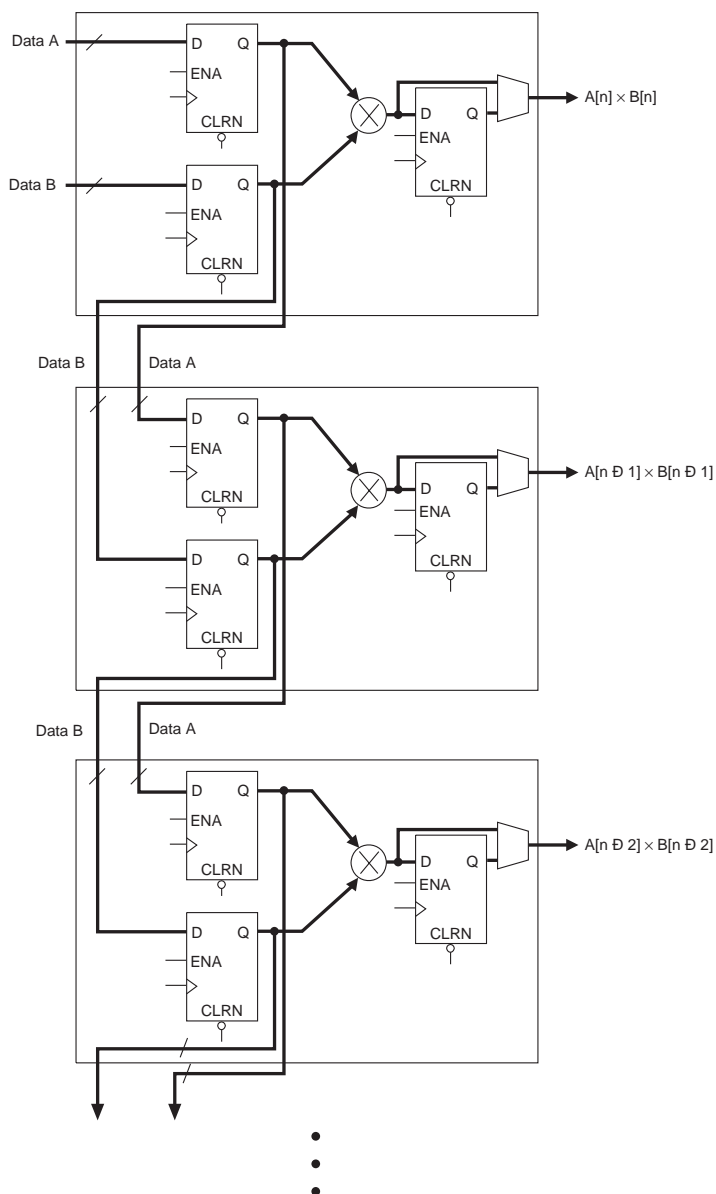 Data A
D Q
ENA
CLRN
D Q
ENA
CLRN
A[n] × B[n]
Data B
D Q
ENA
CLRN
Data B
Data A
D Q
ENA
CLRN
D Q
ENA
CLRN
A[n Ð 1] × B[n Ð 1]
D Q
ENA
CLRN
Data B
Data A
D Q
ENA
CLRN
D Q
ENA
CLRN
A[n Ð 2] × B[n Ð 2]
D Q
ENA
CLRN